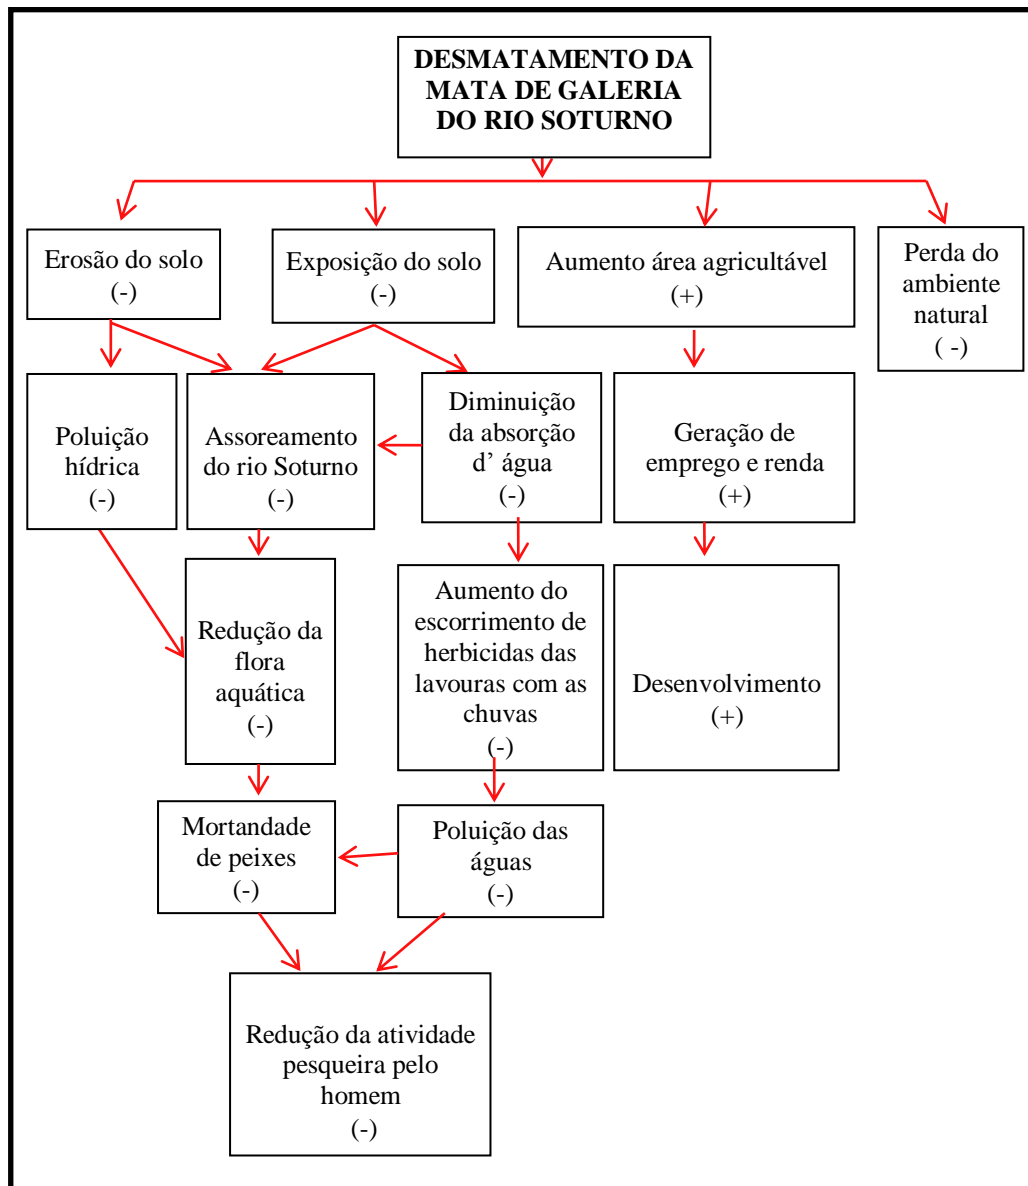 DESMATAMENTO DA
MATA DE GALERIA
DO RIO SOTURNO
Erosão do solo
(-)
Exposição do solo
(-)
Aumento área agricultável
(+)
Perda do
ambiente
natural
( -)
Poluição
hídrica
(-)
Assoreamento
do rio Soturno
(-)
Diminuição
da absorção
d’ água
(-)
Geração de
emprego e renda
(+)
Redução da
flora
aquática
(-)
Aumento do
escorrimento de
herbicidas das
lavouras com as
chuvas
(-)
Desenvolvimento
(+)
Mortandade
de peixes
(-)
Poluição das
águas
(-)
Redução da atividade
pesqueira pelo
homem
(-)